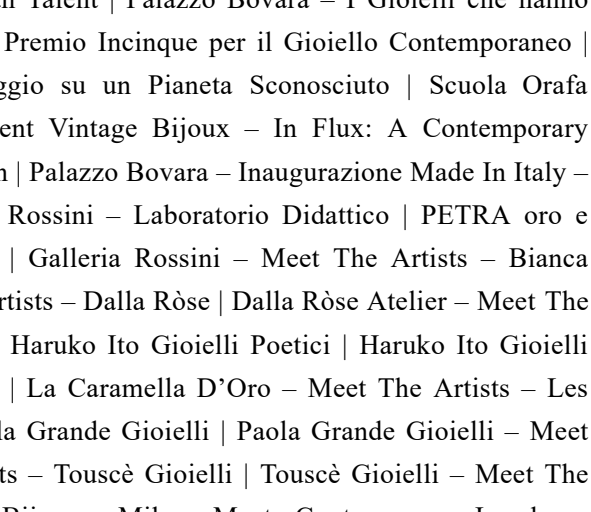 Talent | Palazzo Bovara – I Gioielli che hanno
Premio Incinque per il Gioiello Contemporaneo |
ggio su un Pianeta Sconosciuto | Scuola Orafa
ent Vintage Bijoux – In Flux: A Contemporary
n | Palazzo Bovara – Inaugurazione Made In Italy –
Rossini – Laboratorio Didattico | PETRA oro e
| Galleria Rossini – Meet The Artists – Bianca
rtists – Dalla Ròse | Dalla Ròse Atelier – Meet The
Haruko Ito Gioielli Poetici | Haruko Ito Gioielli
| La Caramella D’Oro – Meet The Artists – Les
la Grande Gioielli | Paola Grande Gioielli – Meet
ts – Touscè Gioielli | Touscè Gioielli – Meet The